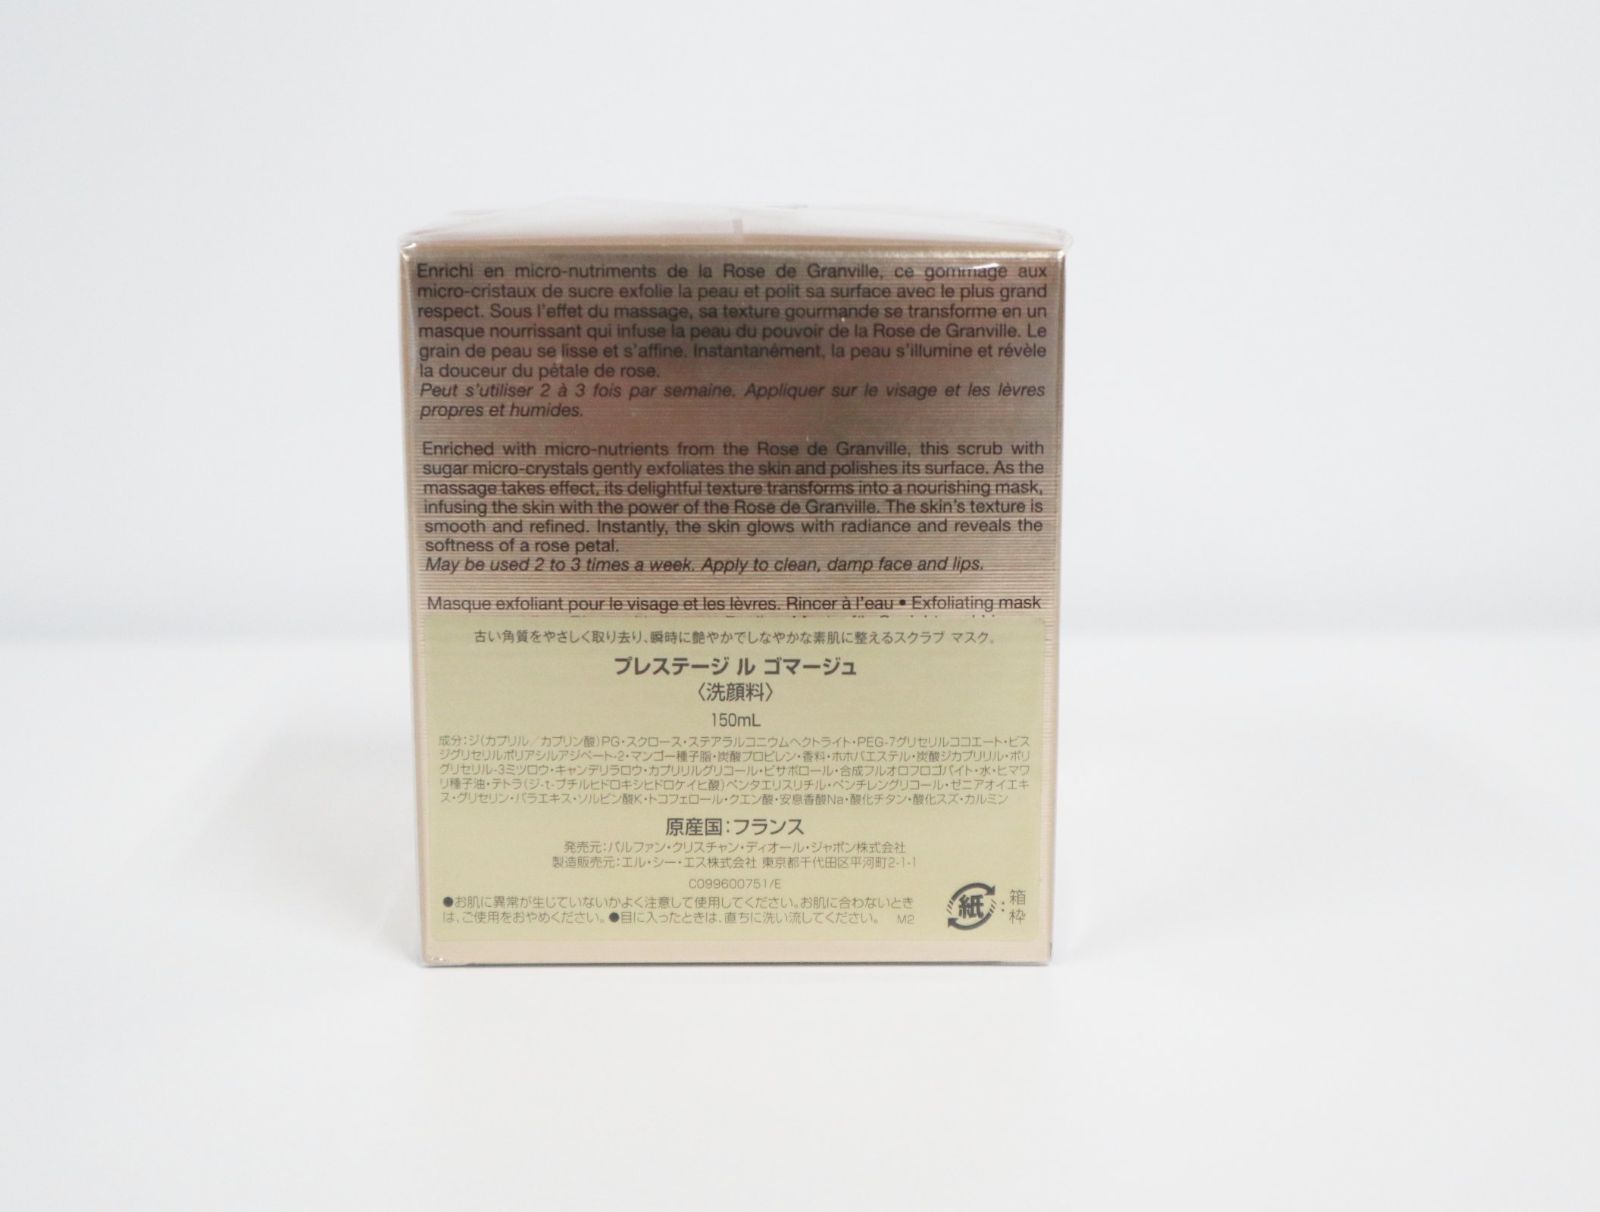 Enrichi en micro-nutriments de la Rose de Granville, ce gommage aux
micro-cristaux de sucre exfolie la peau et polit sa surface avec le plus grand
respect. Sous l'effet du massage, sa texture gourmande se transforme en un
masque nourrissant qui infuse la peau du pouvoir de la Rose de Granville. Le
grain de peau se lisse et s'affine. Instantanément, la peau s'illumine et révèle
la douceur du pétale de rose.
Peut s'utiliser 2 à 3 fois par semaine. Appliquer sur le visage et les lèvres
propres et humides.
Enriched with micro-nutrients from the Rose de Granville, this scrub with
sugar micro-crystals gently exfoliates the skin and polishes its surface. As the
massage takes effect, its delightful texture transforms into a nourishing mask,
infusing the skin with the power of the Rose de Granville. The skin's texture is
smooth and refined. Instantly, the skin glows with radiance and reveals the
softness of a rose petal.
May be used 2 to 3 times a week. Apply to clean, damp face and lips.
Masque exfoliant pour le visage et les lèvres. Rincer à l'eau • Exfoliating mask
古い角質をやさしく取り去り、瞬時に艶やかでしなやかな素肌に整えるスクラブ マスク。
プレステージ ル ゴマージュ
〈洗顔料〉
150mL
成分:ジ(カプリル/カプリン酸)PG・スクロース・ステアラルコニウムヘクトライト・PEG-7グリセリルココエート・ビス
ジグリセリルポリアシルアジペート-2・マンゴー種子脂・炭酸プロピレン・香料・ホホバエステル・炭酸ジカプリリル・ポリ
グリセリル-3ミツロウ・キャンデリラロウ・カプリリルグリコール・ビサボロール・合成フルオロフロゴパイト・水・ヒマワ
リ種子油・テトラ(ジ-t-ブチルヒドロキシヒドロケイヒ酸)ペンタエリスリチル・ペンチレングリコール・ゼニアオイエキ
ス・グリセリン・バラエキス・ソルビン酸K・トコフェロール・クエン酸・安息香酸Na・酸化チタン・酸化スズ・カルミン
原産国:フランス
発売元:パルファン・クリスチャン・ディオール・ジャポン株式会社
製造販売元:エル・シー・エス株式会社 東京都千代田区平河町2-1-1
C099600751/E
●お肌に異常が生じていないかよく注意して使用してください。お肌に合わないとき
は、ご使用をおやめください。●目に入ったときは、直ちに洗い流してください。 M2
紙:箱
枠